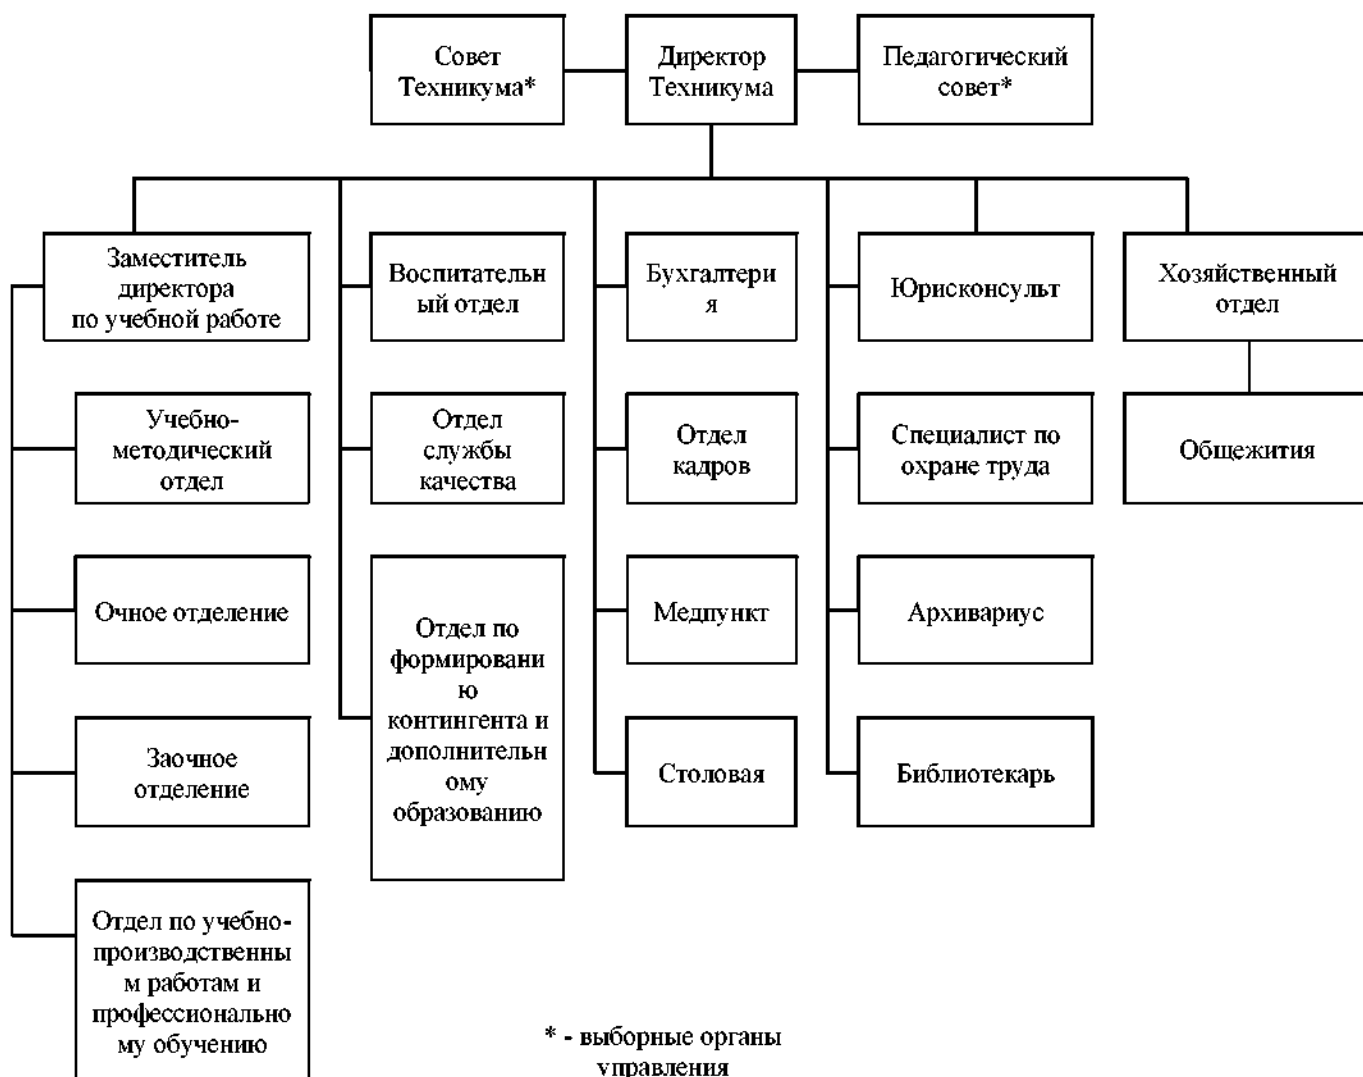 Совет
Техникума*
Директор
Техникума
Педагогический
совет*
Заместитель
директора
по учебной работе
Воспитательн
ый отдел
Бухгалтери
я
Юрисконсульт
Хозяйственный
отдел
Учебно-
методический
отдел
Отдел
службы
качества
Отдел
кадров
Специалист по
охране труда
Общежития
Очное отделение
Отдел по
формировани
ю
контингента и
дополнительн
ому
образованию
Медпункт
Архивариус
Заочное
отделение
Столовая
Библиотекарь
Отдел по учебно-
производственны
м работам и
профессионально
му обучению
* - выборные органы
управления